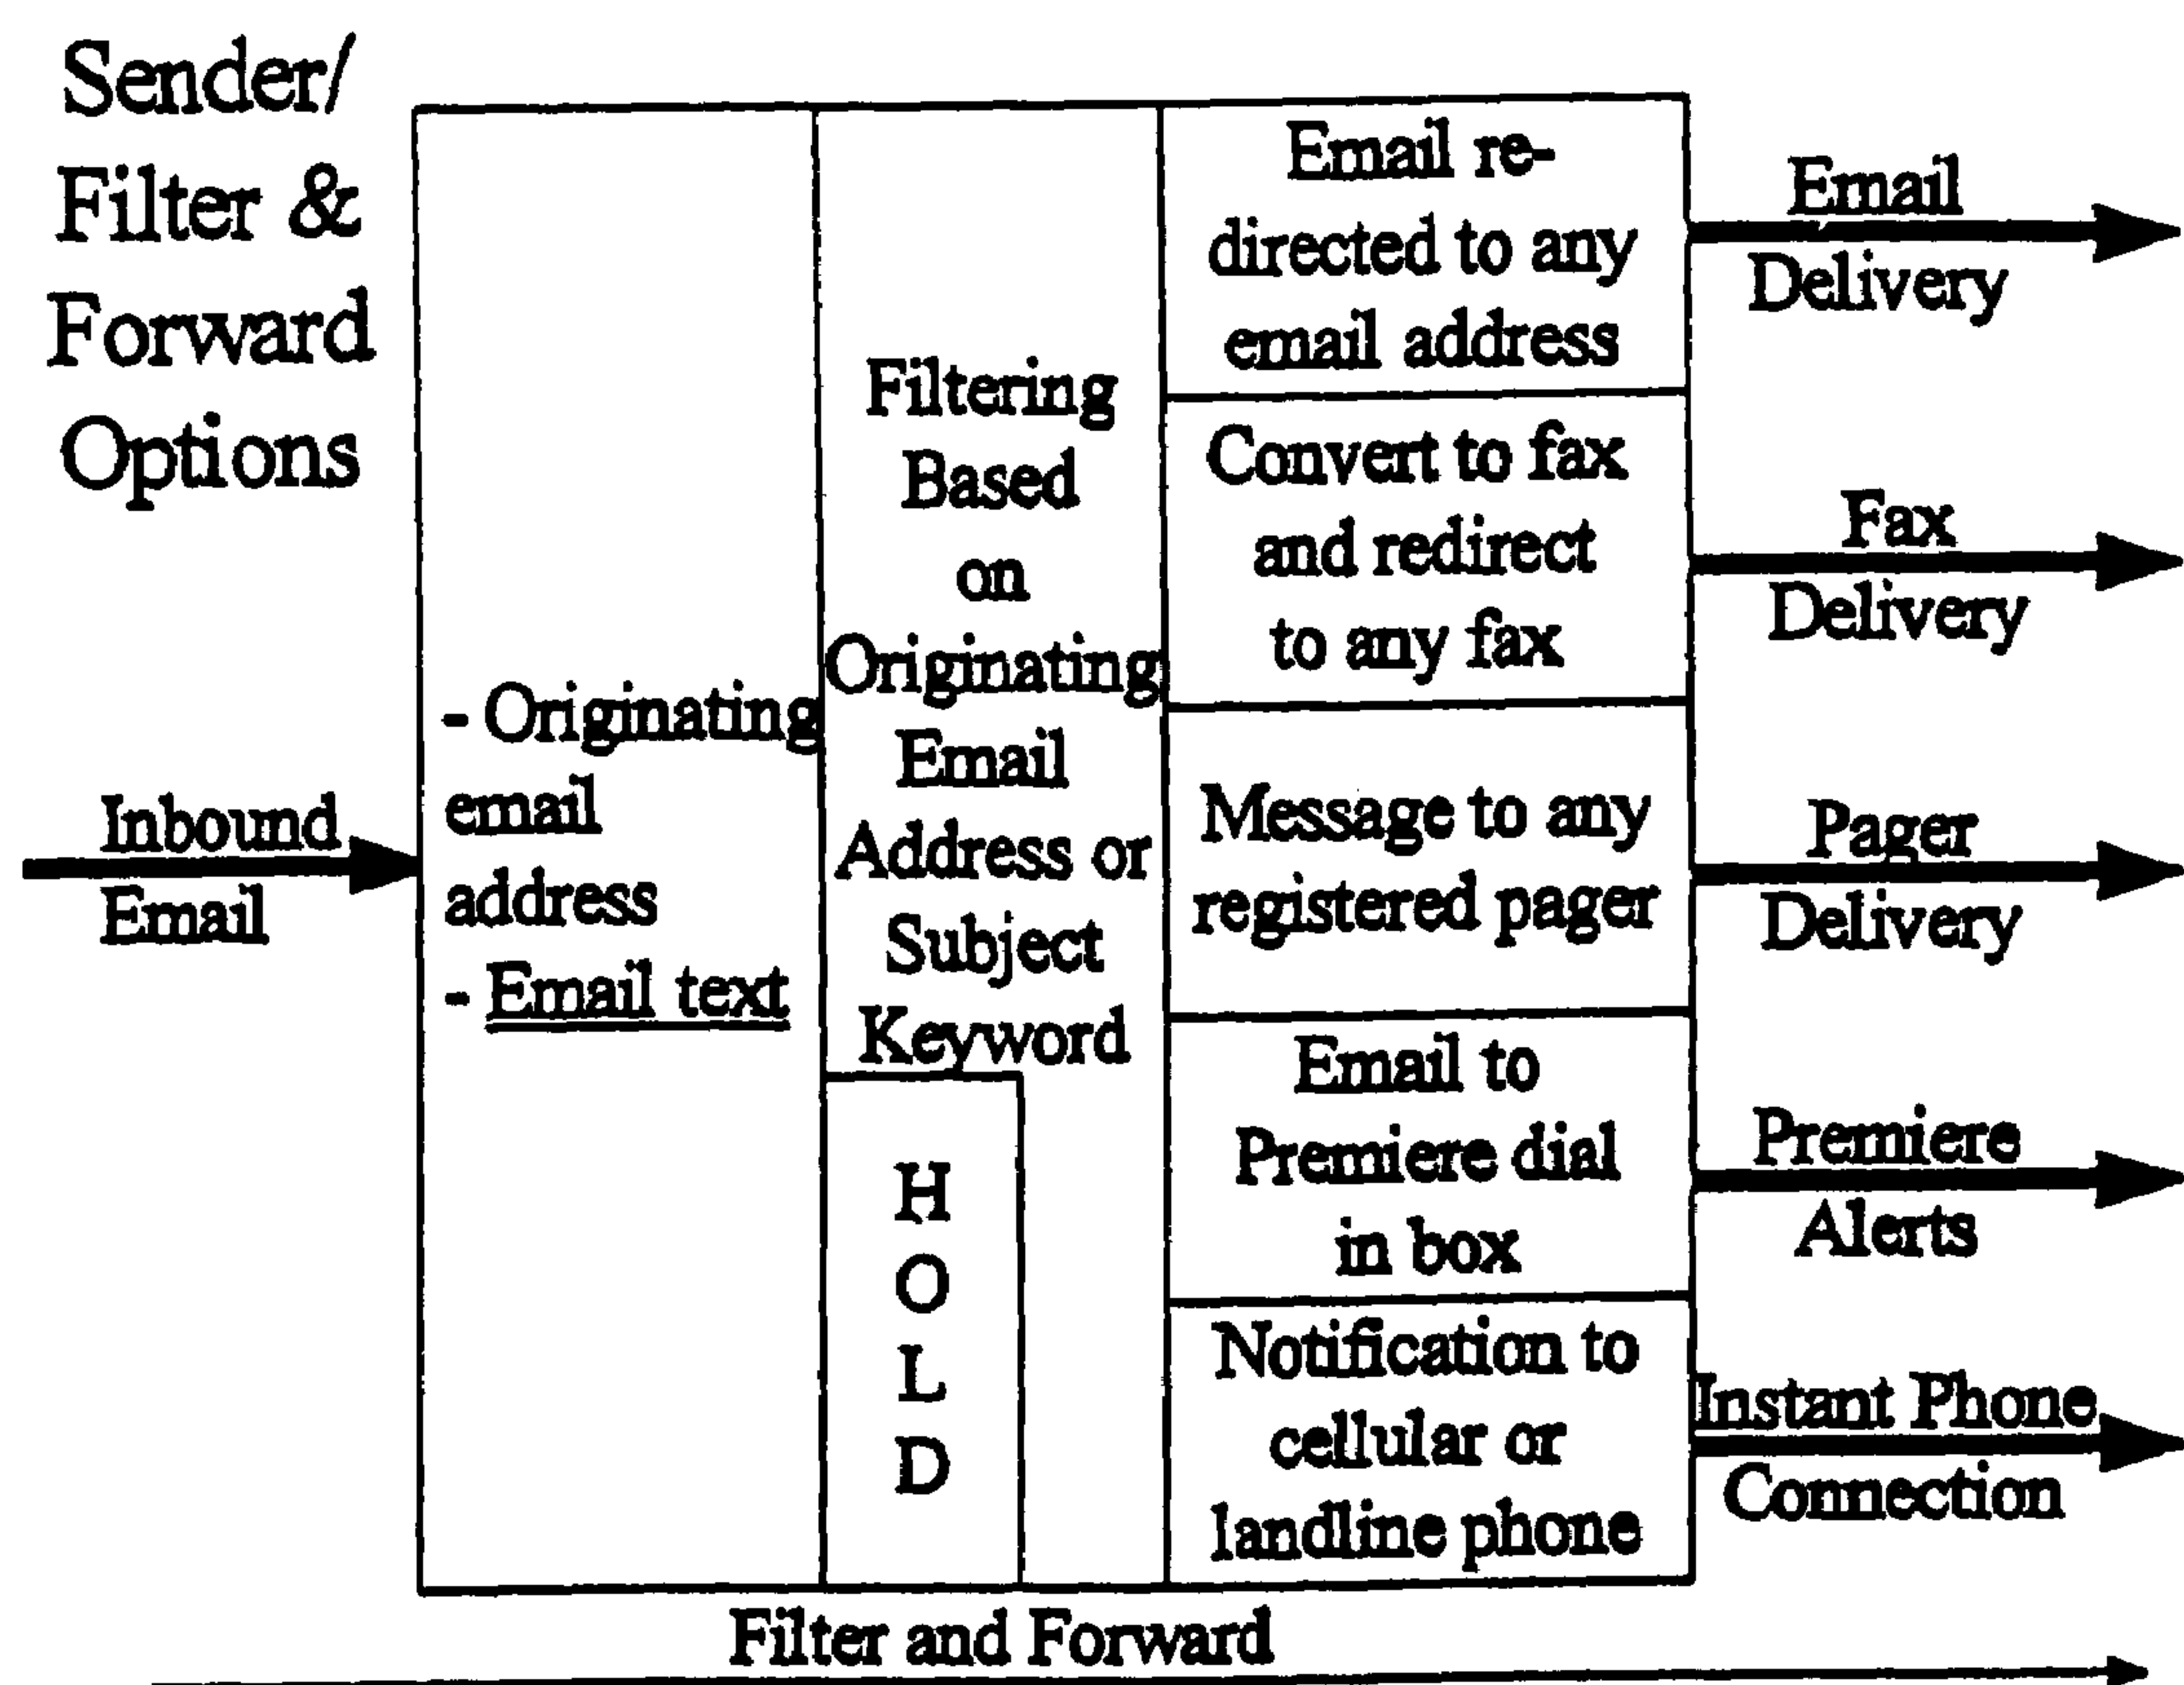 Sender/
Filter &
Forward
Options
Inbound
Email
- Originating
email
address
- Email text
Filtering
Based
on
Originating
Email
Address or
Subject
Keyword
H
O
L
D
Email re-
directed to any
email address
Convert to fax
and redirect
to any fax
Message to any
registered pager
Email to
Premiere dial
in box
Notification to
cellular or
landline phone
Email
Delivery
Fax
Delivery
Pager
Delivery
Premiere
Alerts
Instant Phone
Connection
Filter and Forward